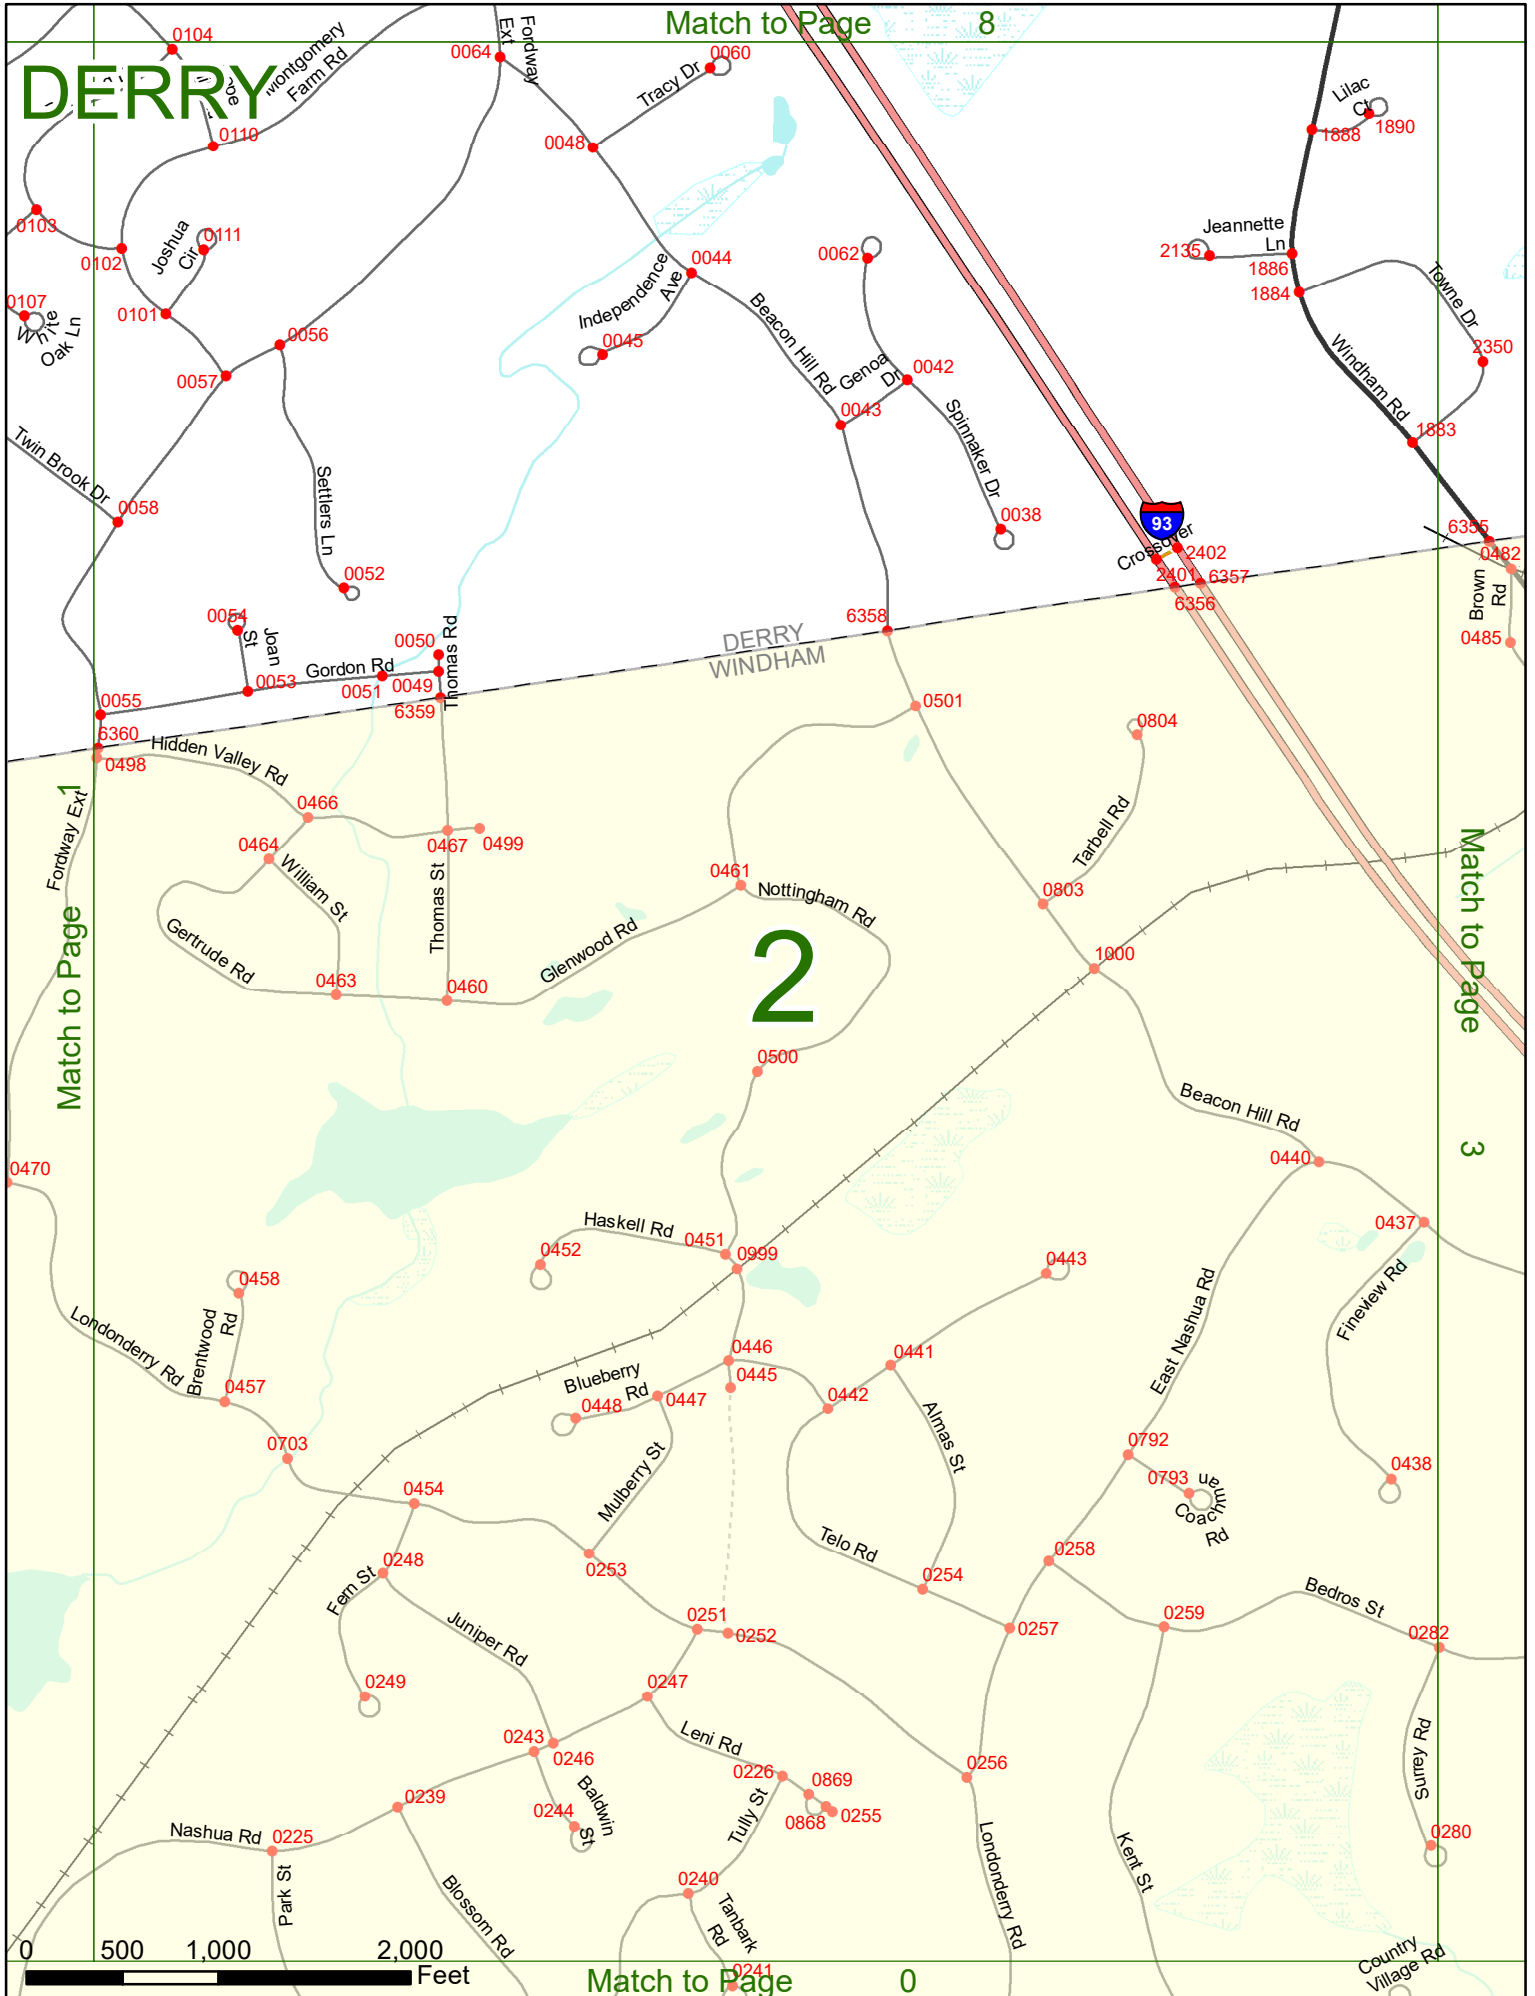 Match to Page 8
DERRY
0104
Montgomery
Farm Rd
0110
0064
Fordway
Ext
Tracy Dr
0060
0048
Lilac
Ct
1888
1890
0103
0102
Joshua
Cir
0111
0101
0107
White
Oak Ln
0056
0057
Independence
Ave
0044
0045
0062
Beacon Hill Rd
Genoa
Dr
0042
0043
Spinnaker Dr
0038
Jeannette
Ln
2135
1886
1884
Towne Dr
2350
Windham Rd
1883
Twin Brook Dr
0058
Settlers Ln
0052
93
Crossover
2402
2401
6357
6356
6355
0482
Brown
Rd
0485
0054
Joan
St
0053
Gordon Rd
0051
0050
0049
Thomas Rd
6359
0055
6360
0498
DERRY
WINDHAM
6358
0501
0804
Hidden Valley Rd
Fordway Ext
Match to Page 1
0466
0464
0467
0499
William St
Thomas St
Gertrude Rd
0463
0460
Glenwood Rd
0461
Nottingham Rd
2
Tarbell Rd
0803
1000
Match to Page 3
0500
Beacon Hill Rd
0440
0437
0470
Haskell Rd
0451
0452
0999
0443
Fineview Rd
East Nashua Rd
0458
Brentwood
Rd
Londonderry Rd
0457
0446
0445
Blueberry
Rd
0448
0447
0441
0442
Almas St
0703
0454
Mulberry St
0792
0793
Coachman
Rd
0438
Telo Rd
0248
Fern St
0253
0254
0258
Juniper Rd
0251
0252
0257
0259
Bedros St
0282
0249
0247
Leni Rd
0243
0246
0226
0869
0868
0255
0256
Surrey Rd
0239
0244
Baldwin
St
Tully St
0280
Nashua Rd
0225
Park St
Blossom Rd
0240
Tanbark
Rd
Londonderry Rd
Kent St
0241
Country
Village Rd
0 500 1,000 2,000
Feet
Match to Page 0